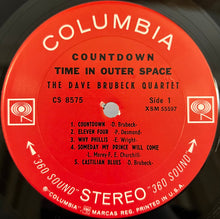 COLUMBIA
COUNTDOWN
TIME IN OUTER SPACE
THE DAVE BRUBECK QUARTET
CS 8575
Side 1
XSM 55597
1. COUNTDOWN -D. Brubeck-
2. ELEVEN FOUR -P. Desmond-
3. WHY PHILLIS -E. Wright-
4. SOMEDAY MY PRINCE WILL COME
-L. Morey-F. E. Churchill-
5. CASTILIAN BLUES -D. Brubeck-
"360 SOUND" STEREO "360 SOUND"
MARCAS REG. PRINTED IN U.S.A.